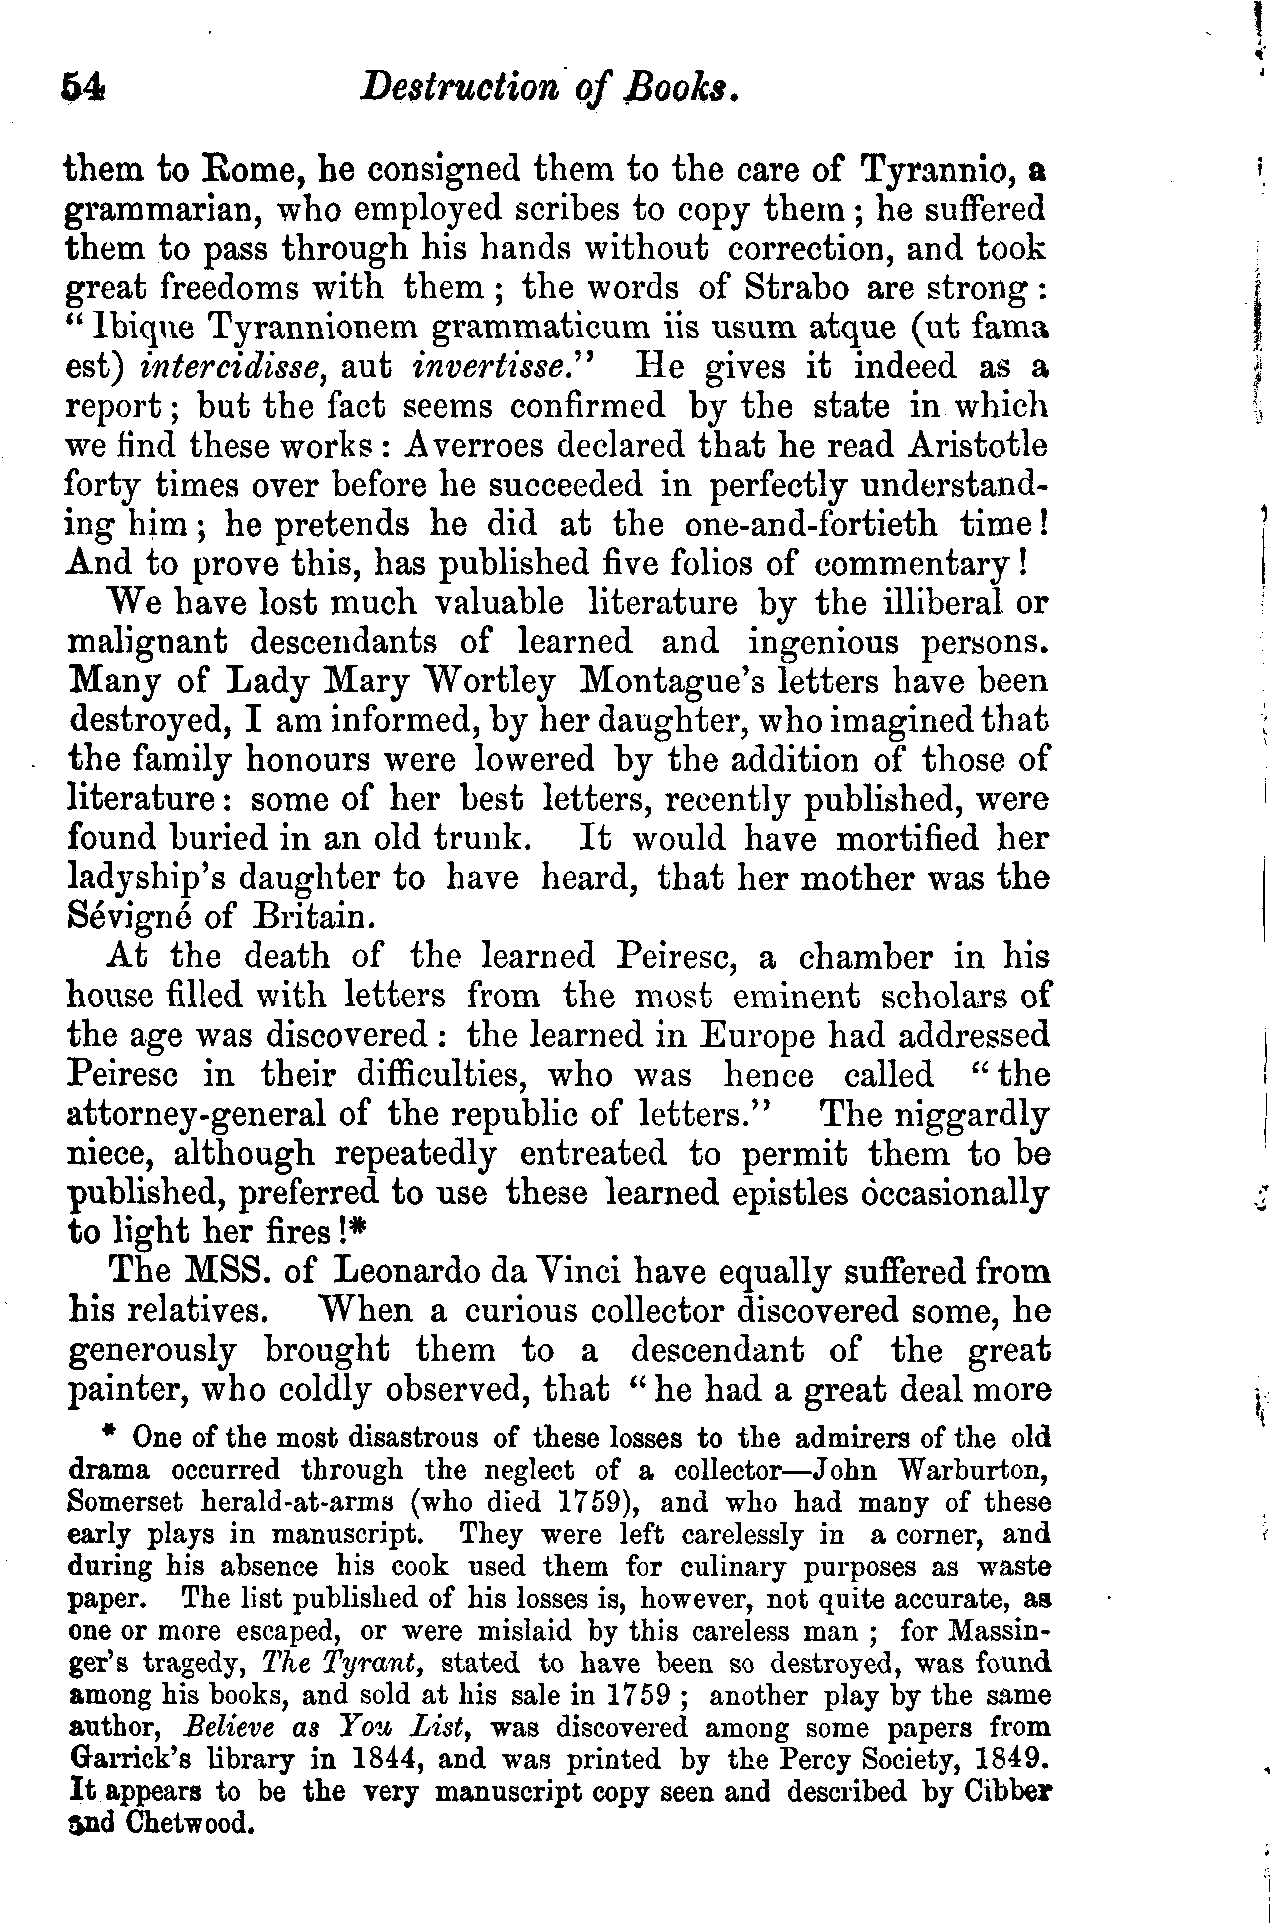 54 Destruction of Books.
them to Rome, he consigned them to the care of Tyrannio, a
grammarian, who employed scribes to copy them ; he suffered
them to pass through his hands without correction, and took
great freedoms with them ; the words of Strabo are strong :
“ Ibique Tyrannionem grammaticum iis usum atque (ut fama
est) intercidisse, aut invertisse.” He gives it indeed as a
report ; but the fact seems confirmed by the state in which
we find these works : Averroes declared that he read Aristotle
forty times over before he succeeded in perfectly understand-
ing him ; he pretends he did at the one-and-fortieth time !
And to prove this, has published five folios of commentary !
We have lost much valuable literature by the illiberal or
malignant descendants of learned and ingenious persons.
Many of Lady Mary Wortley Montague’s letters have been
destroyed, I am informed, by her daughter, who imagined that
the family honours were lowered by the addition of those of
literature : some of her best letters, recently published, were
found buried in an old trunk. It would have mortified her
ladyship’s daughter to have heard, that her mother was the
Sévigné of Britain.
At the death of the learned Peiresc, a chamber in his
house filled with letters from the most eminent scholars of
the age was discovered : the learned in Europe had addressed
Peiresc in their difficulties, who was hence called “ the
attorney-general of the republic of letters.” The niggardly
niece, although repeatedly entreated to permit them to be
published, preferred to use these learned epistles occasionally
to light her fires !*
The MSS. of Leonardo da Vinci have equally suffered from
his relatives. When a curious collector discovered some, he
generously brought them to a descendant of the great
painter, who coldly observed, that “ he had a great deal more
* One of the most disastrous of these losses to the admirers of the old
drama occurred through the neglect of a collector—John Warburton,
Somerset herald-at-arms (who died 1759), and who had many of these
early plays in manuscript. They were left carelessly in a corner, and
during his absence his cook used them for culinary purposes as waste
paper. The list published of his losses is, however, not quite accurate, as
one or more escaped, or were mislaid by this careless man ; for Massin-
ger’s tragedy, The Tyrant, stated to have been so destroyed, was found
among his books, and sold at his sale in 1759 ; another play by the same
author, Believe as You List, was discovered among some papers from
Garrick’s library in 1844, and was printed by the Percy Society, 1849.
It appears to be the very manuscript copy seen and described by Cibber
and Chetwood.